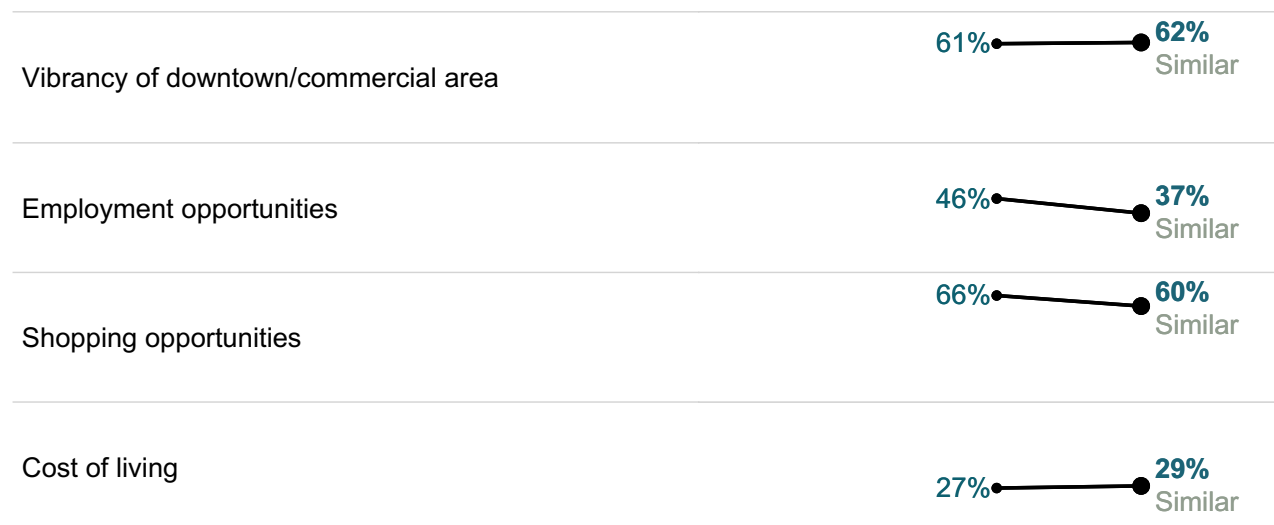 61%
62%
Similar
Vibrancy of downtown/commercial area
46%
37%
Similar
Employment opportunities
66%
60%
Similar
Shopping opportunities
Cost of living
27%
29%
Similar